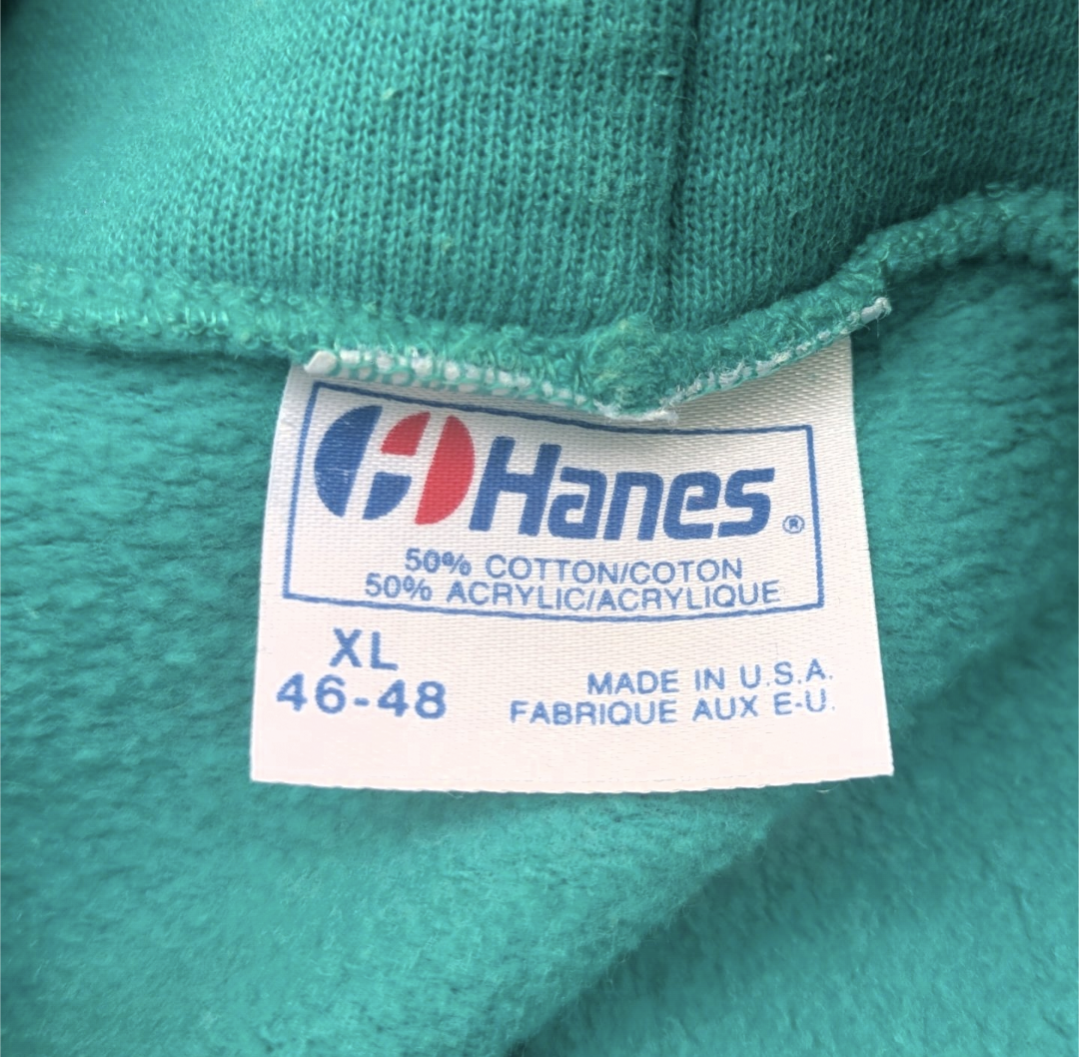 Hanes®
50% COTTON/COTON
50% ACRYLIC/ACRYLIQUE
XL
46-48
MADE IN U.S.A.
FABRIQUE AUX E-U.